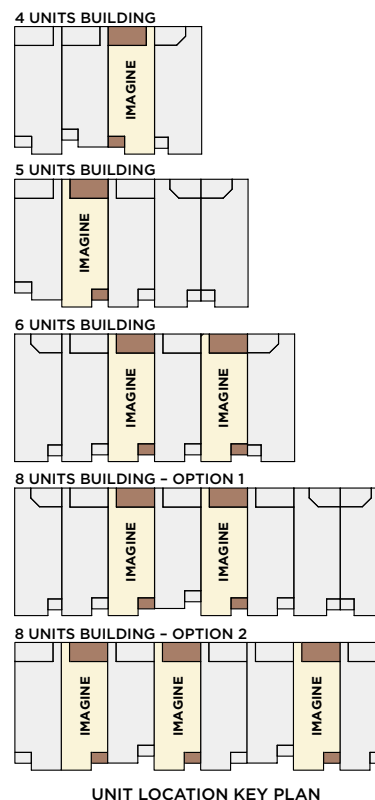 4 UNITS BUILDING
IMAGINE
5 UNITS BUILDING
IMAGINE
6 UNITS BUILDING
IMAGINE
IMAGINE
8 UNITS BUILDING – OPTION 1
IMAGINE
IMAGINE
8 UNITS BUILDING – OPTION 2
IMAGINE
IMAGINE
IMAGINE
UNIT LOCATION KEY PLAN